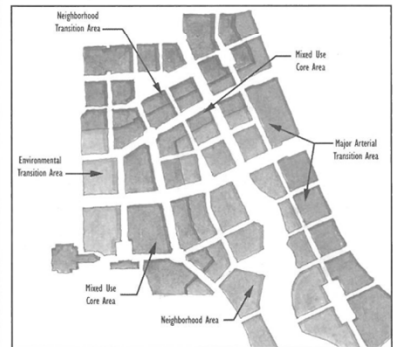 Neighborhood
Transition Area
Mixed Use
Core Area
Major Arterial
Transition Area
Environmental
Transition Area
Mixed Use
Core Area
Neighborhood Area